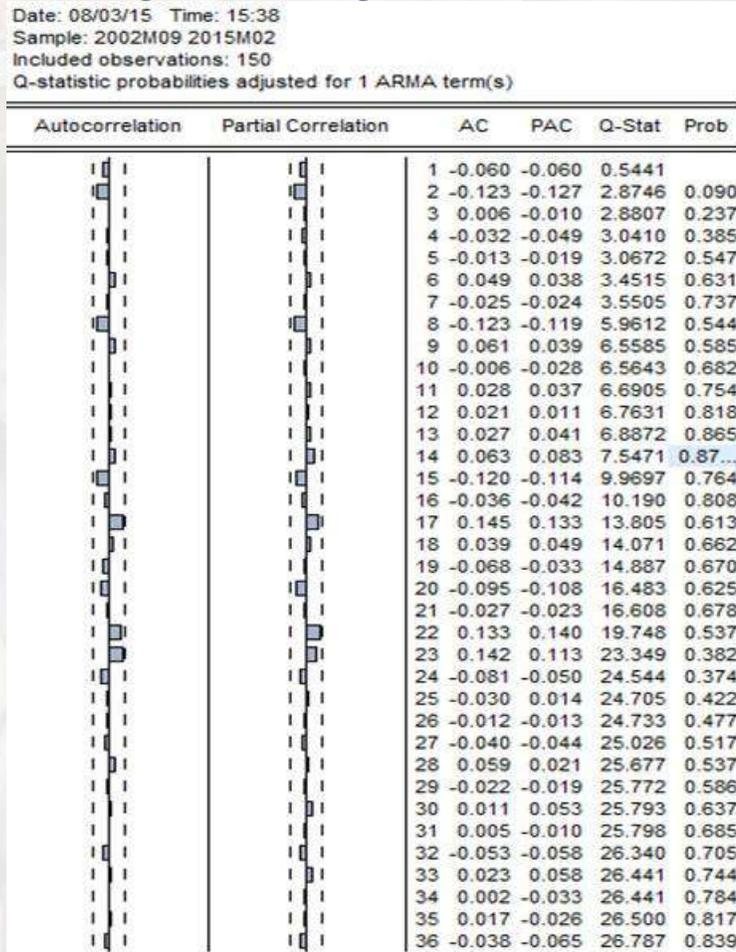 Date: 08/03/15 Time: 15:38
Sample: 2002M09 2015M02
Included observations: 150
Q-statistic probabilities adjusted for 1 ARMA term(s)
Autocorrelation Partial Correlation AC PAC Q-Stat Prob
1 -0.060 -0.060 0.5441
2 -0.123 -0.127 2.8746 0.090
3 0.006 -0.010 2.8807 0.237
4 -0.032 -0.049 3.0410 0.385
5 -0.013 -0.019 3.0672 0.547
6 0.049 0.038 3.4515 0.631
7 -0.025 -0.024 3.5505 0.737
8 -0.123 -0.119 5.9612 0.544
9 0.061 0.039 6.5585 0.585
10 -0.006 -0.028 6.5643 0.682
11 0.028 0.037 6.6905 0.754
12 0.021 0.011 6.7631 0.818
13 0.027 0.041 6.8872 0.865
14 0.063 0.083 7.5471 0.87...
15 -0.120 -0.114 9.9697 0.764
16 -0.036 -0.042 10.190 0.808
17 0.145 0.133 13.805 0.613
18 0.039 0.049 14.071 0.662
19 -0.068 -0.033 14.887 0.670
20 -0.095 -0.108 16.483 0.625
21 -0.027 -0.023 16.608 0.678
22 0.133 0.140 19.748 0.537
23 0.142 0.113 23.349 0.382
24 -0.081 -0.050 24.544 0.374
25 -0.030 0.014 24.705 0.422
26 -0.012 -0.013 24.733 0.477
27 -0.040 -0.044 25.026 0.517
28 0.059 0.021 25.677 0.537
29 -0.022 -0.019 25.772 0.586
30 0.011 0.053 25.793 0.637
31 0.005 -0.010 25.798 0.685
32 -0.053 -0.058 26.340 0.705
33 0.023 0.058 26.441 0.744
34 0.002 -0.033 26.441 0.784
35 0.017 -0.026 26.500 0.817
36 -0.038 -0.065 26.787 0.839